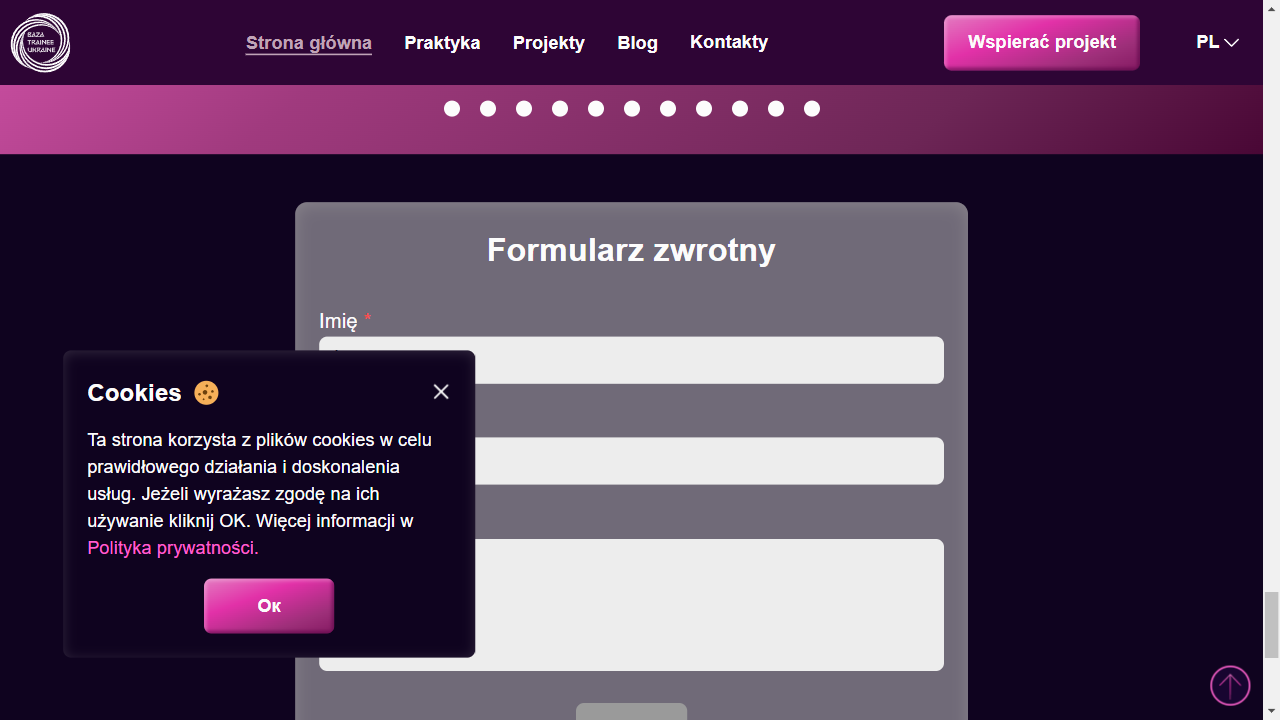 BAZA
TRAINEE
UKRAINE
Strona główna
Praktyka
Projekty
Blog
Kontakty
Wspierać projekt
PL
Formularz zwrotny
Imię *
Cookies
Ta strona korzysta z plików cookies w celu
prawidłowego działania i doskonalenia
usług. Jeżeli wyrażasz zgodę na ich
używanie kliknij OK. Więcej informacji w
Polityka prywatności.
Ок